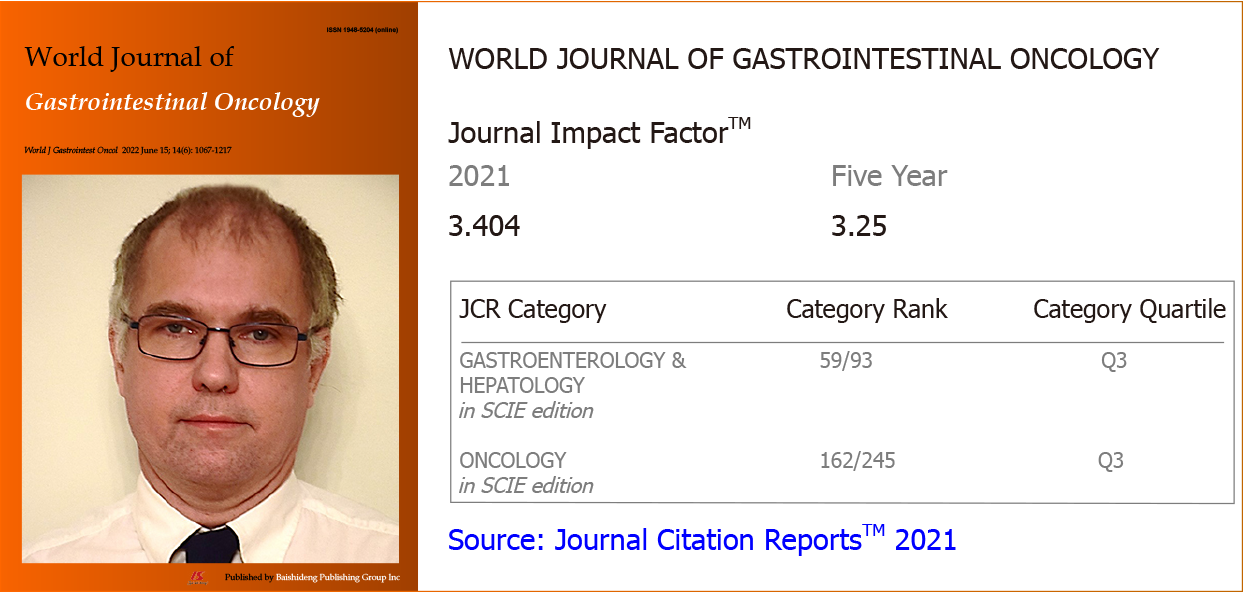 ISSN 1948-5204 (online)
World Journal of
Gastrointestinal Oncology
World J Gastrointest Oncol 2022 June 15; 14(6): 1067-1217
Published by Baishideng Publishing Group Inc
WORLD JOURNAL OF GASTROINTESTINAL ONCOLOGY
Journal Impact Factor™
2021 Five Year
3.404 3.25
JCR Category Category Rank Category Quartile
GASTROENTEROLOGY & 59/93 Q3
HEPATOLOGY
in SCIE edition
ONCOLOGY 162/245 Q3
in SCIE edition
Source: Journal Citation Reports™ 2021